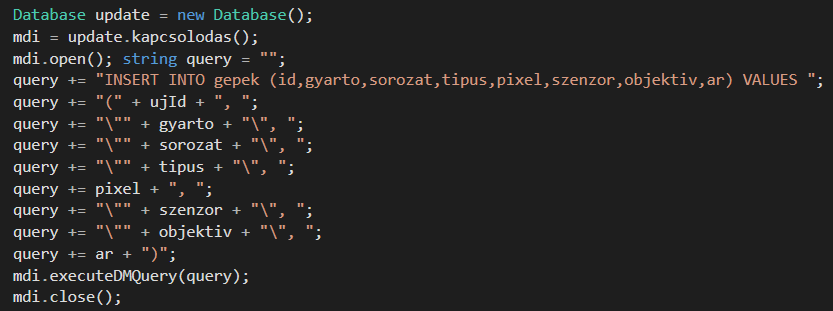 Database update = new Database();
mdi = update.kapcsolodas();
mdi.open(); string query = "";
query += "INSERT INTO gepek (id,gyarto,sorozat,tipus,pixel,szenzor,objektiv,ar) VALUES ";
query += "(" + ujId + ", ";
query += "\"" + gyarto + "\", ";
query += "\"" + sorozat + "\", ";
query += "\"" + tipus + "\", ";
query += pixel + ", ";
query += "\"" + szenzor + "\", ";
query += "\"" + objektiv + "\", ";
query += ar + ")";
mdi.executeDMQuery(query);
mdi.close();